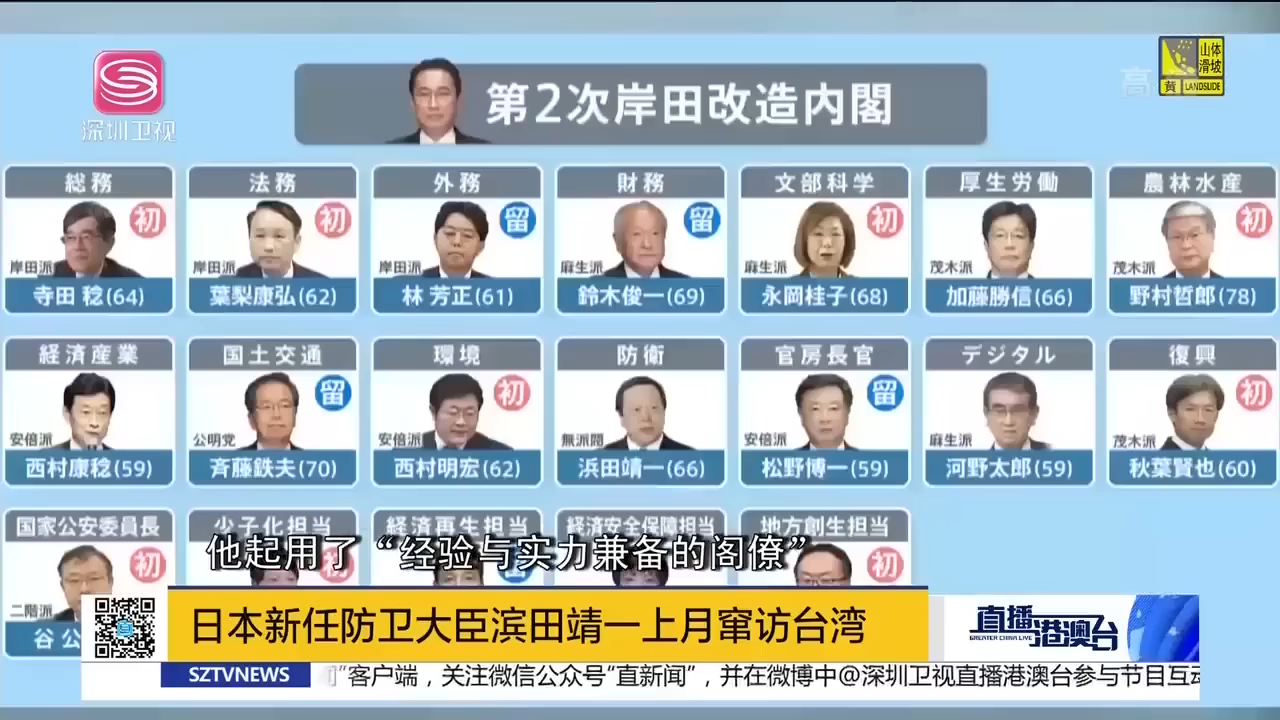 深圳卫视
高
山体
滑坡
黄 LANDSLIDE
第2次岸田改造内閣
総務 法務 外務 財務 文部科学 厚生労働 農林水産
初 初 留 留 初 初
岸田派 岸田派 岸田派 麻生派 麻生派 茂木派 茂木派
寺田 稔(64) 葉梨康弘(62) 林 芳正(61) 鈴木俊一(69) 永岡桂子(68) 加藤勝信(66) 野村哲郎(78)
経済産業 国土交通 環境 防衛 官房長官 デジタル 復興
留 初 留 初
安倍派 公明党 安倍派 無派閥 安倍派 麻生派 茂木派
西村康稔(59) 斉藤鉄夫(70) 西村明宏(62) 浜田靖一(66) 松野博一(59) 河野太郎(59) 秋葉賢也(60)
国家公安委員長 少子化担当 経済再生担当 経済安全保障担当 地方創生担当
他起用了“经验与实力兼备的阁僚”
初 初 留 初
二階派
谷公
日本新任防卫大臣滨田靖一上月窜访台湾
直播港澳台
GREATER CHINA LIVE
SZTVNEWS
”客户端，关注微信公众号“直新闻”，并在微博中@深圳卫视直播港澳台参与节目互动